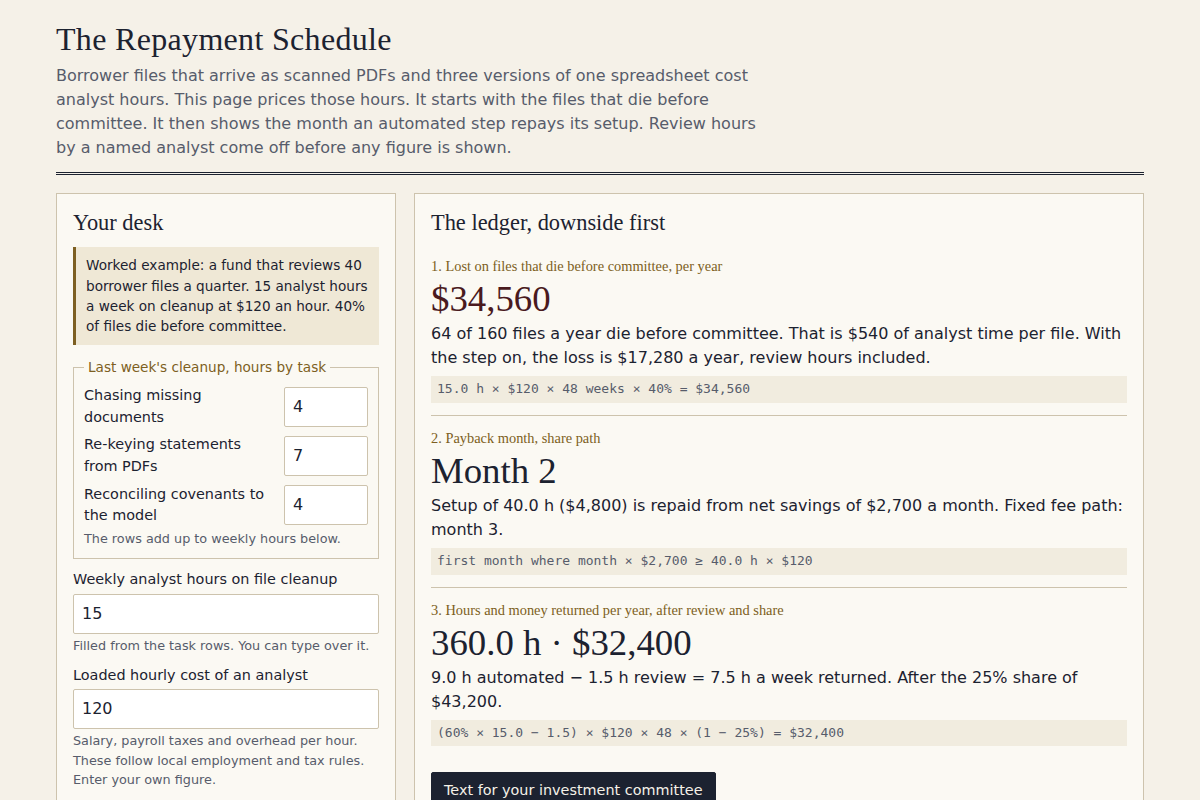 The Repayment Schedule
Borrower files that arrive as scanned PDFs and three versions of one spreadsheet cost
analyst hours. This page prices those hours. It starts with the files that die before
committee. It then shows the month an automated step repays its setup. Review hours
by a named analyst come off before any figure is shown.
Your desk
Worked example: a fund that reviews 40
borrower files a quarter. 15 analyst hours
a week on cleanup at $120 an hour. 40%
of files die before committee.
Last week's cleanup, hours by task
Chasing missing
documents
4
Re-keying statements
from PDFs
7
Reconciling covenants to
the model
4
The rows add up to weekly hours below.
Weekly analyst hours on file cleanup
15
Filled from the task rows. You can type over it.
Loaded hourly cost of an analyst
120
Salary, payroll taxes and overhead per hour.
These follow local employment and tax rules.
Enter your own figure.
The ledger, downside first
1. Lost on files that die before committee, per year
$34,560
64 of 160 files a year die before committee. That is $540 of analyst time per file. With
the step on, the loss is $17,280 a year, review hours included.
15.0 h × $120 × 48 weeks × 40% = $34,560
2. Payback month, share path
Month 2
Setup of 40.0 h ($4,800) is repaid from net savings of $2,700 a month. Fixed fee path:
month 3.
first month where month × $2,700 ≥ 40.0 h × $120
3. Hours and money returned per year, after review and share
360.0 h · $32,400
9.0 h automated − 1.5 h review = 7.5 h a week returned. After the 25% share of
$43,200.
(60% × 15.0 − 1.5) × $120 × 48 × (1 − 25%) = $32,400
Text for your investment committee